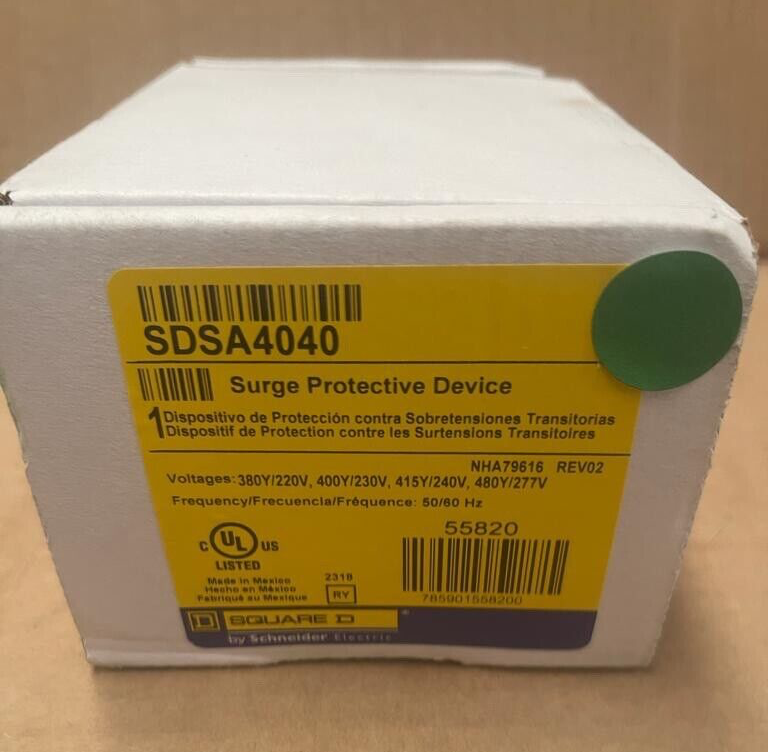 SDSA4040
Surge Protective Device
1
Dispositivo de Protección contra Sobretensiones Transitorias
Dispositif de Protection contre les Surtensions Transitoires
NHA79616 REV02
Voltages: 380Y/220V, 400Y/230V, 415Y/240V, 480Y/277V
Frequency/Frecuencia/Fréquence: 50/60 Hz
55820
C UL US
LISTED
Made in Mexico
Hecho en México
Fabriqué au Mexique
2318
RY
785901558200
D SQUARE D ®
by Schneider Electric